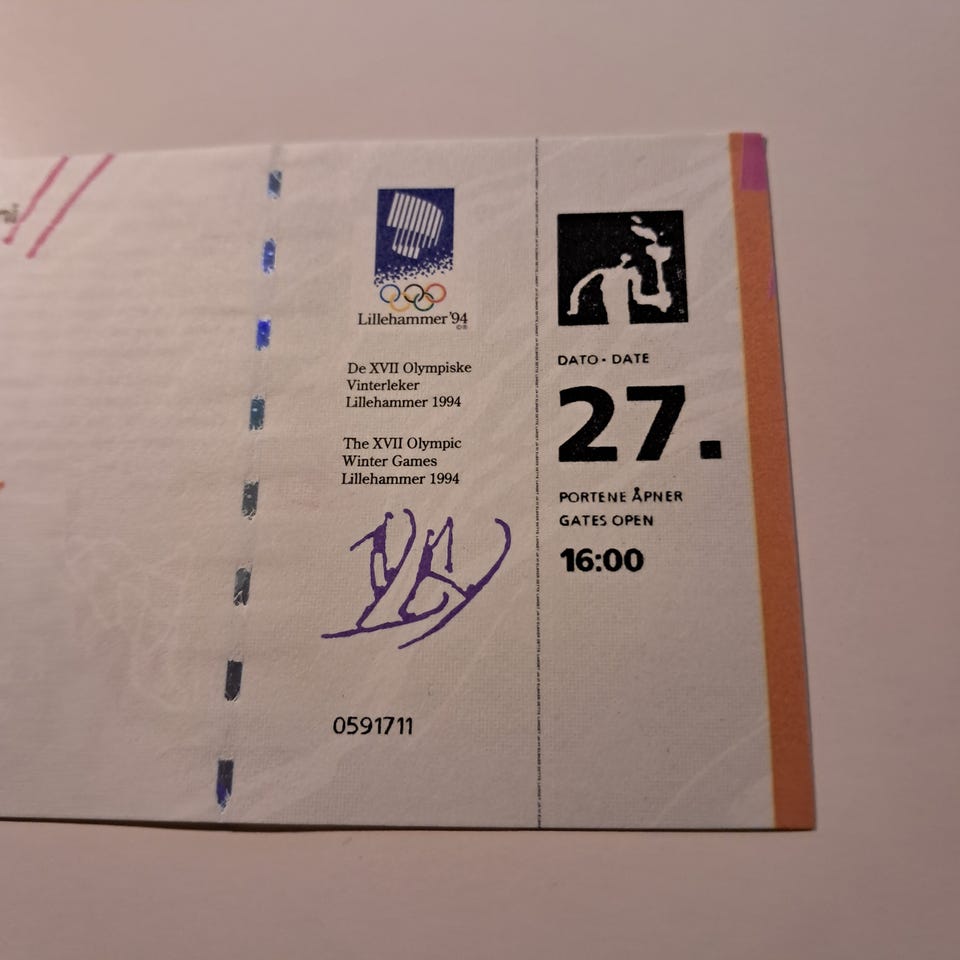 Lillehammer '94
©®
De XVII Olympiske
Vinterleker
Lillehammer 1994
The XVII Olympic
Winter Games
Lillehammer 1994
0591711
DATO - DATE
27.
PORTENE ÅPNER
GATES OPEN
16:00